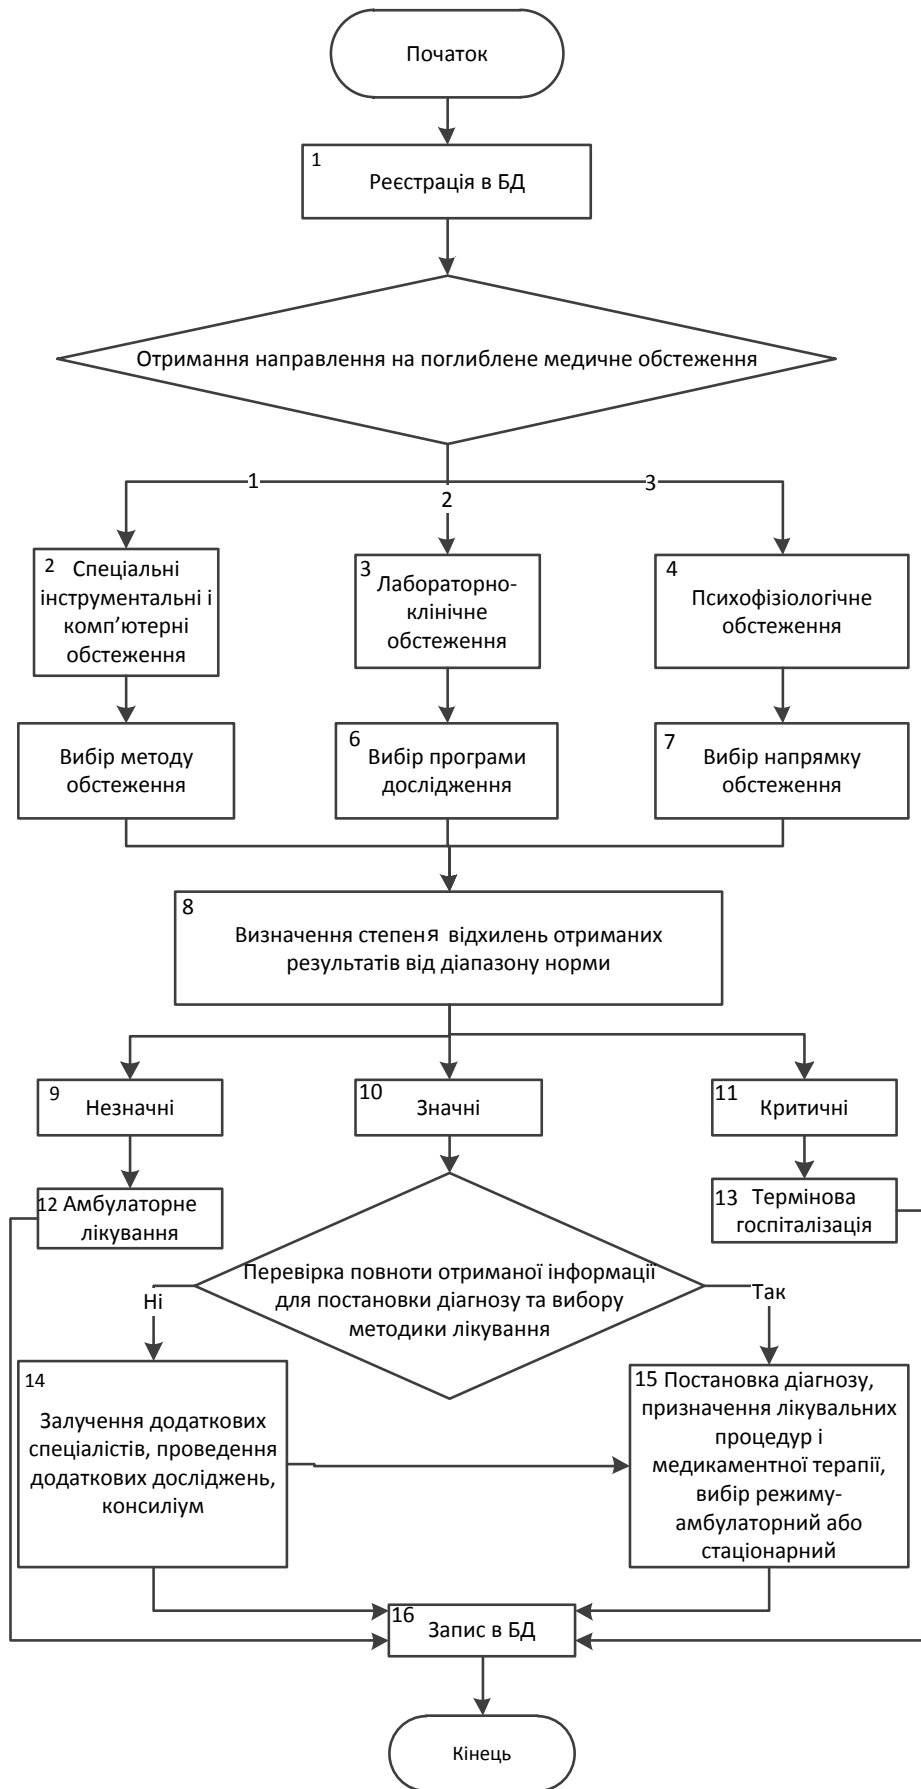 Початок
1
Реєстрація в БД
Отримання направлення на поглиблене медичне обстеження
1
2
3
2 Спеціальні
інструментальні і
комп’ютерні
обстеження
3 Лабораторно-
клінічне
обстеження
4
Психофізіологічне
обстеження
Вибір методу
обстеження
6
Вибір програми
дослідження
7
Вибір напрямку
обстеження
8
Визначення степеня відхилень отриманих
результатів від діапазону норми
9 Незначні
10 Значні
11 Критичні
12 Амбулаторне
лікування
13 Термінова
госпіталізація
Перевірка повноти отриманої інформації
для постановки діагнозу та вибору
методики лікування
Ні
Так
14
Залучення додаткових
спеціалістів, проведення
додаткових досліджень,
консиліум
15 Постановка діагнозу,
призначення лікувальних
процедур і
медикаментної терапії,
вибір режиму-
амбулаторний або
стаціонарний
16 Запис в БД
Кінець